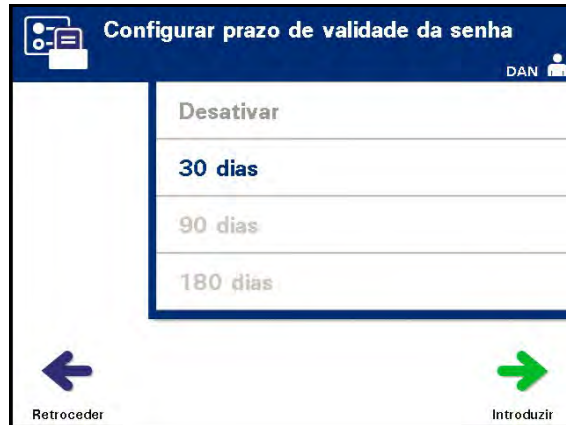 Configurar prazo de validade da senha
DAN
Desativar
30 dias
90 dias
180 dias
Retroceder
Introduzir